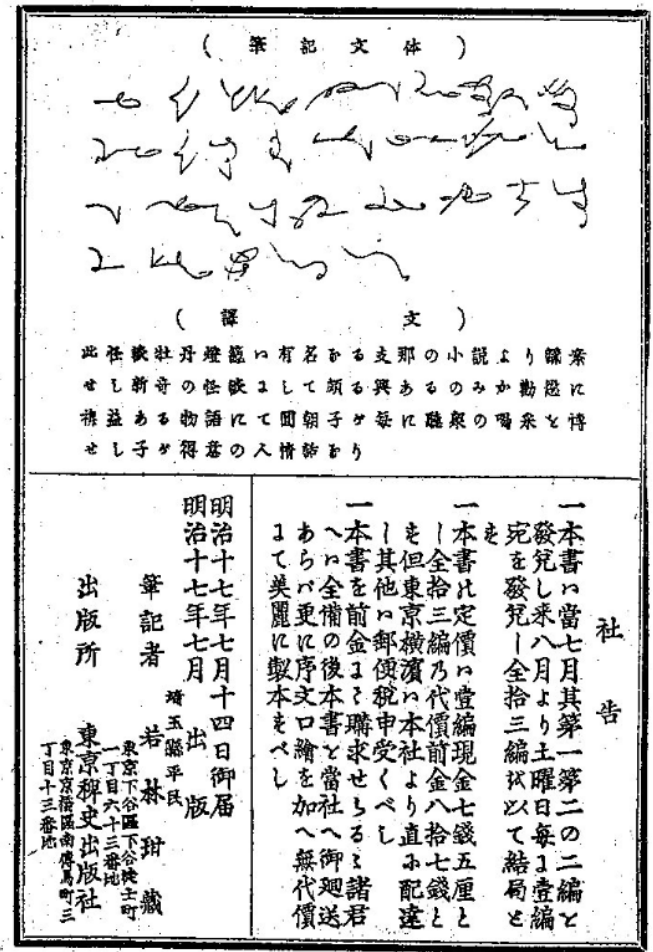 （筆記文体）
（譯文）
此怪談牡丹燈籠ハ有名なる支那の小説より飜案
せし新奇の怪談にして頗る興あるのみか勸懲に
裨益ある物語にて圓朝子が毎に聴衆の喝采を博
せし子が得意の人情話なり
社告
一本書ハ當七月其第一第二の二編を
發兌し来八月より土曜日毎に壹編
宛を發兌し全拾三編を以て結局と
す
一本書の定價ハ壹編現金七錢五厘と
し全拾三編乃代價前金八拾七錢と
す但東京横濱ハ本社より直に配達
し其他ハ郵便税申受くべし
一本書を前金にて購求せらるゝ諸君
へハ全備の後本書を當社へ御廻送
あらバ更に序文口繪を加へ無代價
にて美麗に製本すべし
明治十七年七月十四日御届
明治十七年七月出版
埼玉縣平民
筆記者　若林玵藏
東京下谷區下谷徒士町
一丁目六十三番地
出版所　東京稗史出版社
東京京橋區南傳馬町三
丁目十三番地